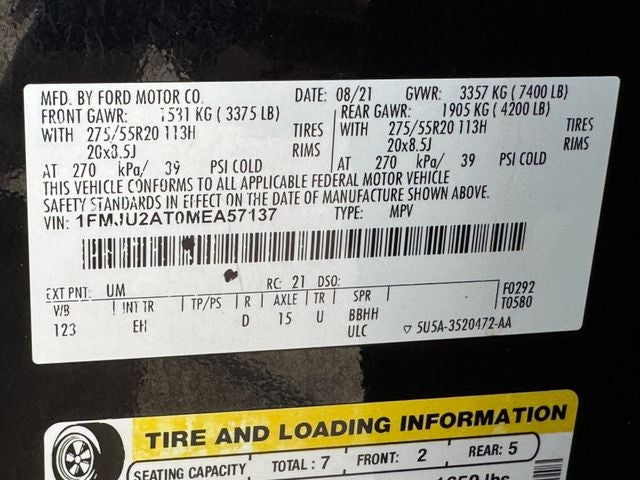 MFD. BY FORD MOTOR CO. DATE: 08/21 GVWR: 3357 KG ( 7400 LB)
FRONT GAWR: 1531 KG ( 3375 LB) REAR GAWR: 1905 KG ( 4200 LB)
WITH 275/55R20 113H TIRES WITH 275/55R20 113H TIRES
20x8.5J RIMS 20x8.5J RIMS
AT 270 kPa/ 39 PSI COLD AT 270 kPa/ 39 PSI COLD
THIS VEHICLE CONFORMS TO ALL APPLICABLE FEDERAL MOTOR VEHICLE
SAFETY STANDARDS IN EFFECT ON THE DATE OF MANUFACTURE SHOWN ABOVE.
VIN: 1FMJU2AT0MEA57137 TYPE: MPV
EXT PNT: UM RC: 21 DSO: F0292
W/B INT TR TP/PS R AXLE TR SPR T0580
123 EH D 15 U BBHH
ULC ▽ 5U5A-3520472-AA
TIRE AND LOADING INFORMATION
SEATING CAPACITY TOTAL : 7 FRONT: 2 REAR: 5
lbs